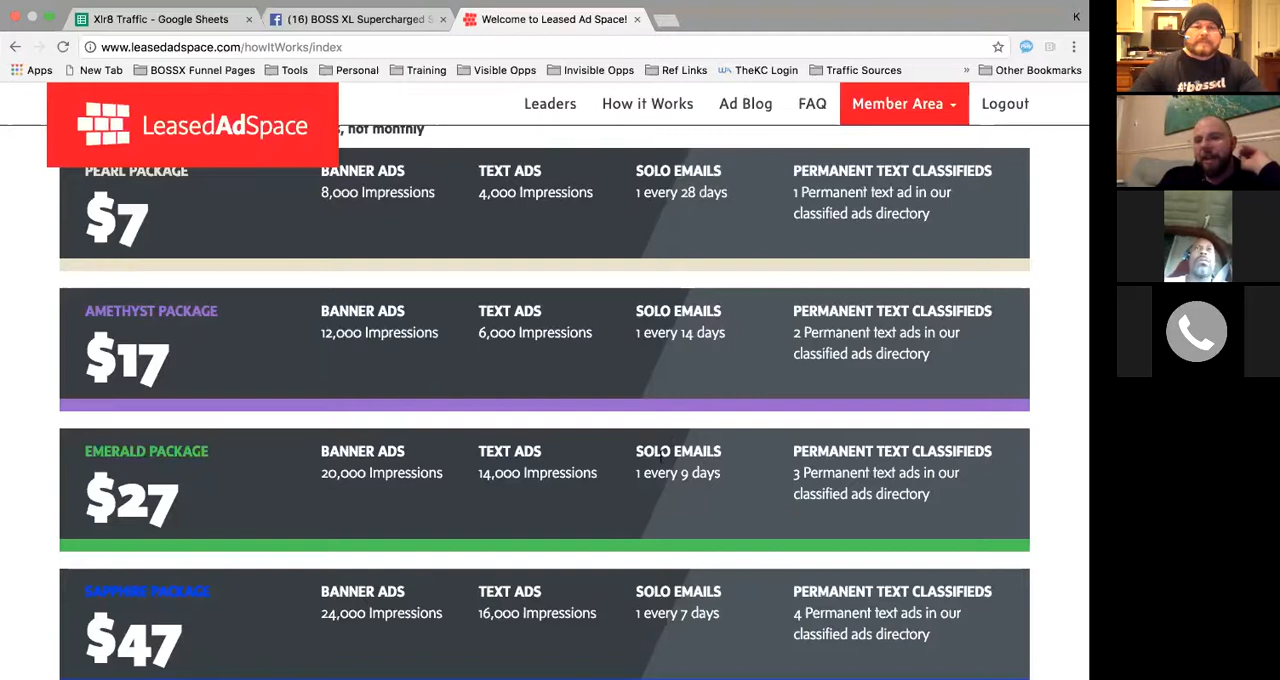 Xlr8 Traffic - Google Sheets
(16) BOSS XL Supercharged S
Welcome to Leased Ad Space!
K
www.leasedadspace.com/howItWorks/index
Apps
New Tab
BOSSX Funnel Pages
Tools
Personal
Training
Visible Opps
Invisible Opps
Ref Links
TheKC Login
Traffic Sources
»
Other Bookmarks
LeasedAdSpace
Leaders
How it Works
Ad Blog
FAQ
Member Area
Logout
, not monthly
PEARL PACKAGE
$7
BANNER ADS
8,000 Impressions
TEXT ADS
4,000 Impressions
SOLO EMAILS
1 every 28 days
PERMANENT TEXT CLASSIFIEDS
1 Permanent text ad in our
classified ads directory
AMETHYST PACKAGE
$17
BANNER ADS
12,000 Impressions
TEXT ADS
6,000 Impressions
SOLO EMAILS
1 every 14 days
PERMANENT TEXT CLASSIFIEDS
2 Permanent text ads in our
classified ads directory
EMERALD PACKAGE
$27
BANNER ADS
20,000 Impressions
TEXT ADS
14,000 Impressions
SOLO EMAILS
1 every 9 days
PERMANENT TEXT CLASSIFIEDS
3 Permanent text ads in our
classified ads directory
SAPPHIRE PACKAGE
$47
BANNER ADS
24,000 Impressions
TEXT ADS
16,000 Impressions
SOLO EMAILS
1 every 7 days
PERMANENT TEXT CLASSIFIEDS
4 Permanent text ads in our
classified ads directory
#bossxl